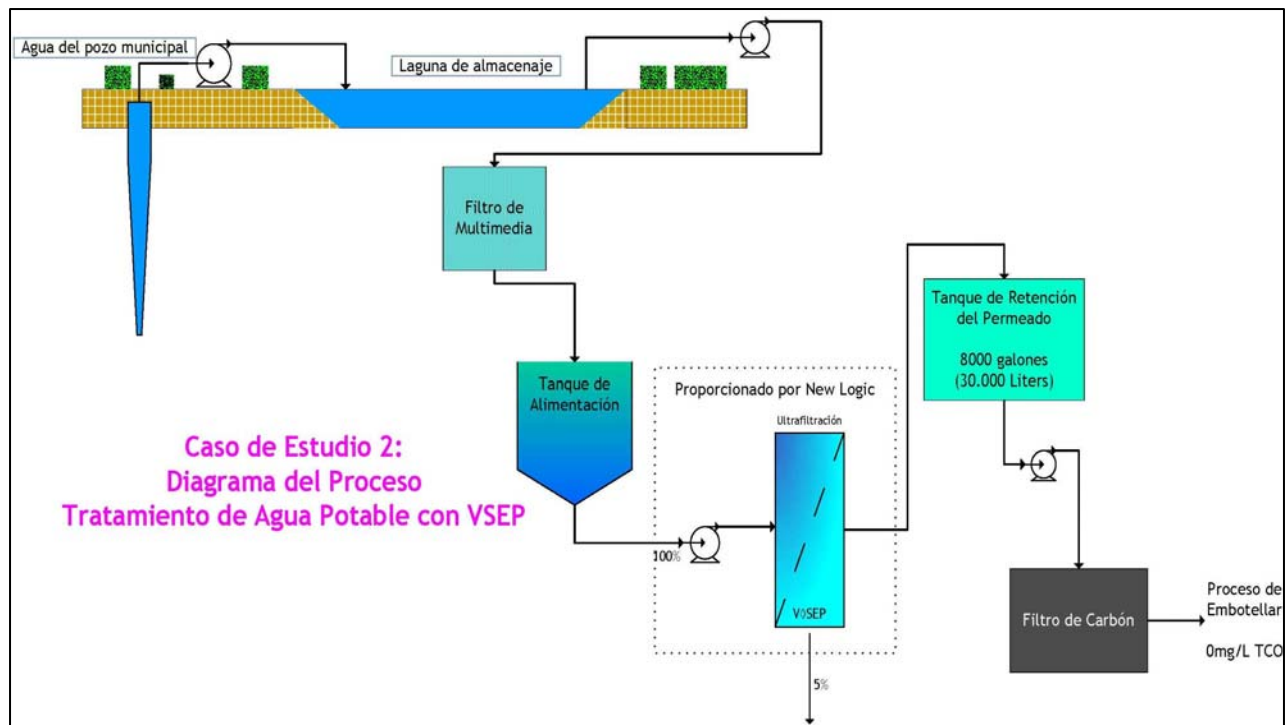 Agua del pozo municipal
Laguna de almacenaje
Filtro de
Multimedia
Tanque de
Alimentación
Proporcionado por New Logic
Ultrafiltración
V◊SEP
100%
5%
Tanque de Retención
del Permeado
8000 galones
(30.000 Liters)
Filtro de Carbón
Proceso de
Embotellar
0mg/L TCO
Caso de Estudio 2:
Diagrama del Proceso
Tratamiento de Agua Potable con VSEP